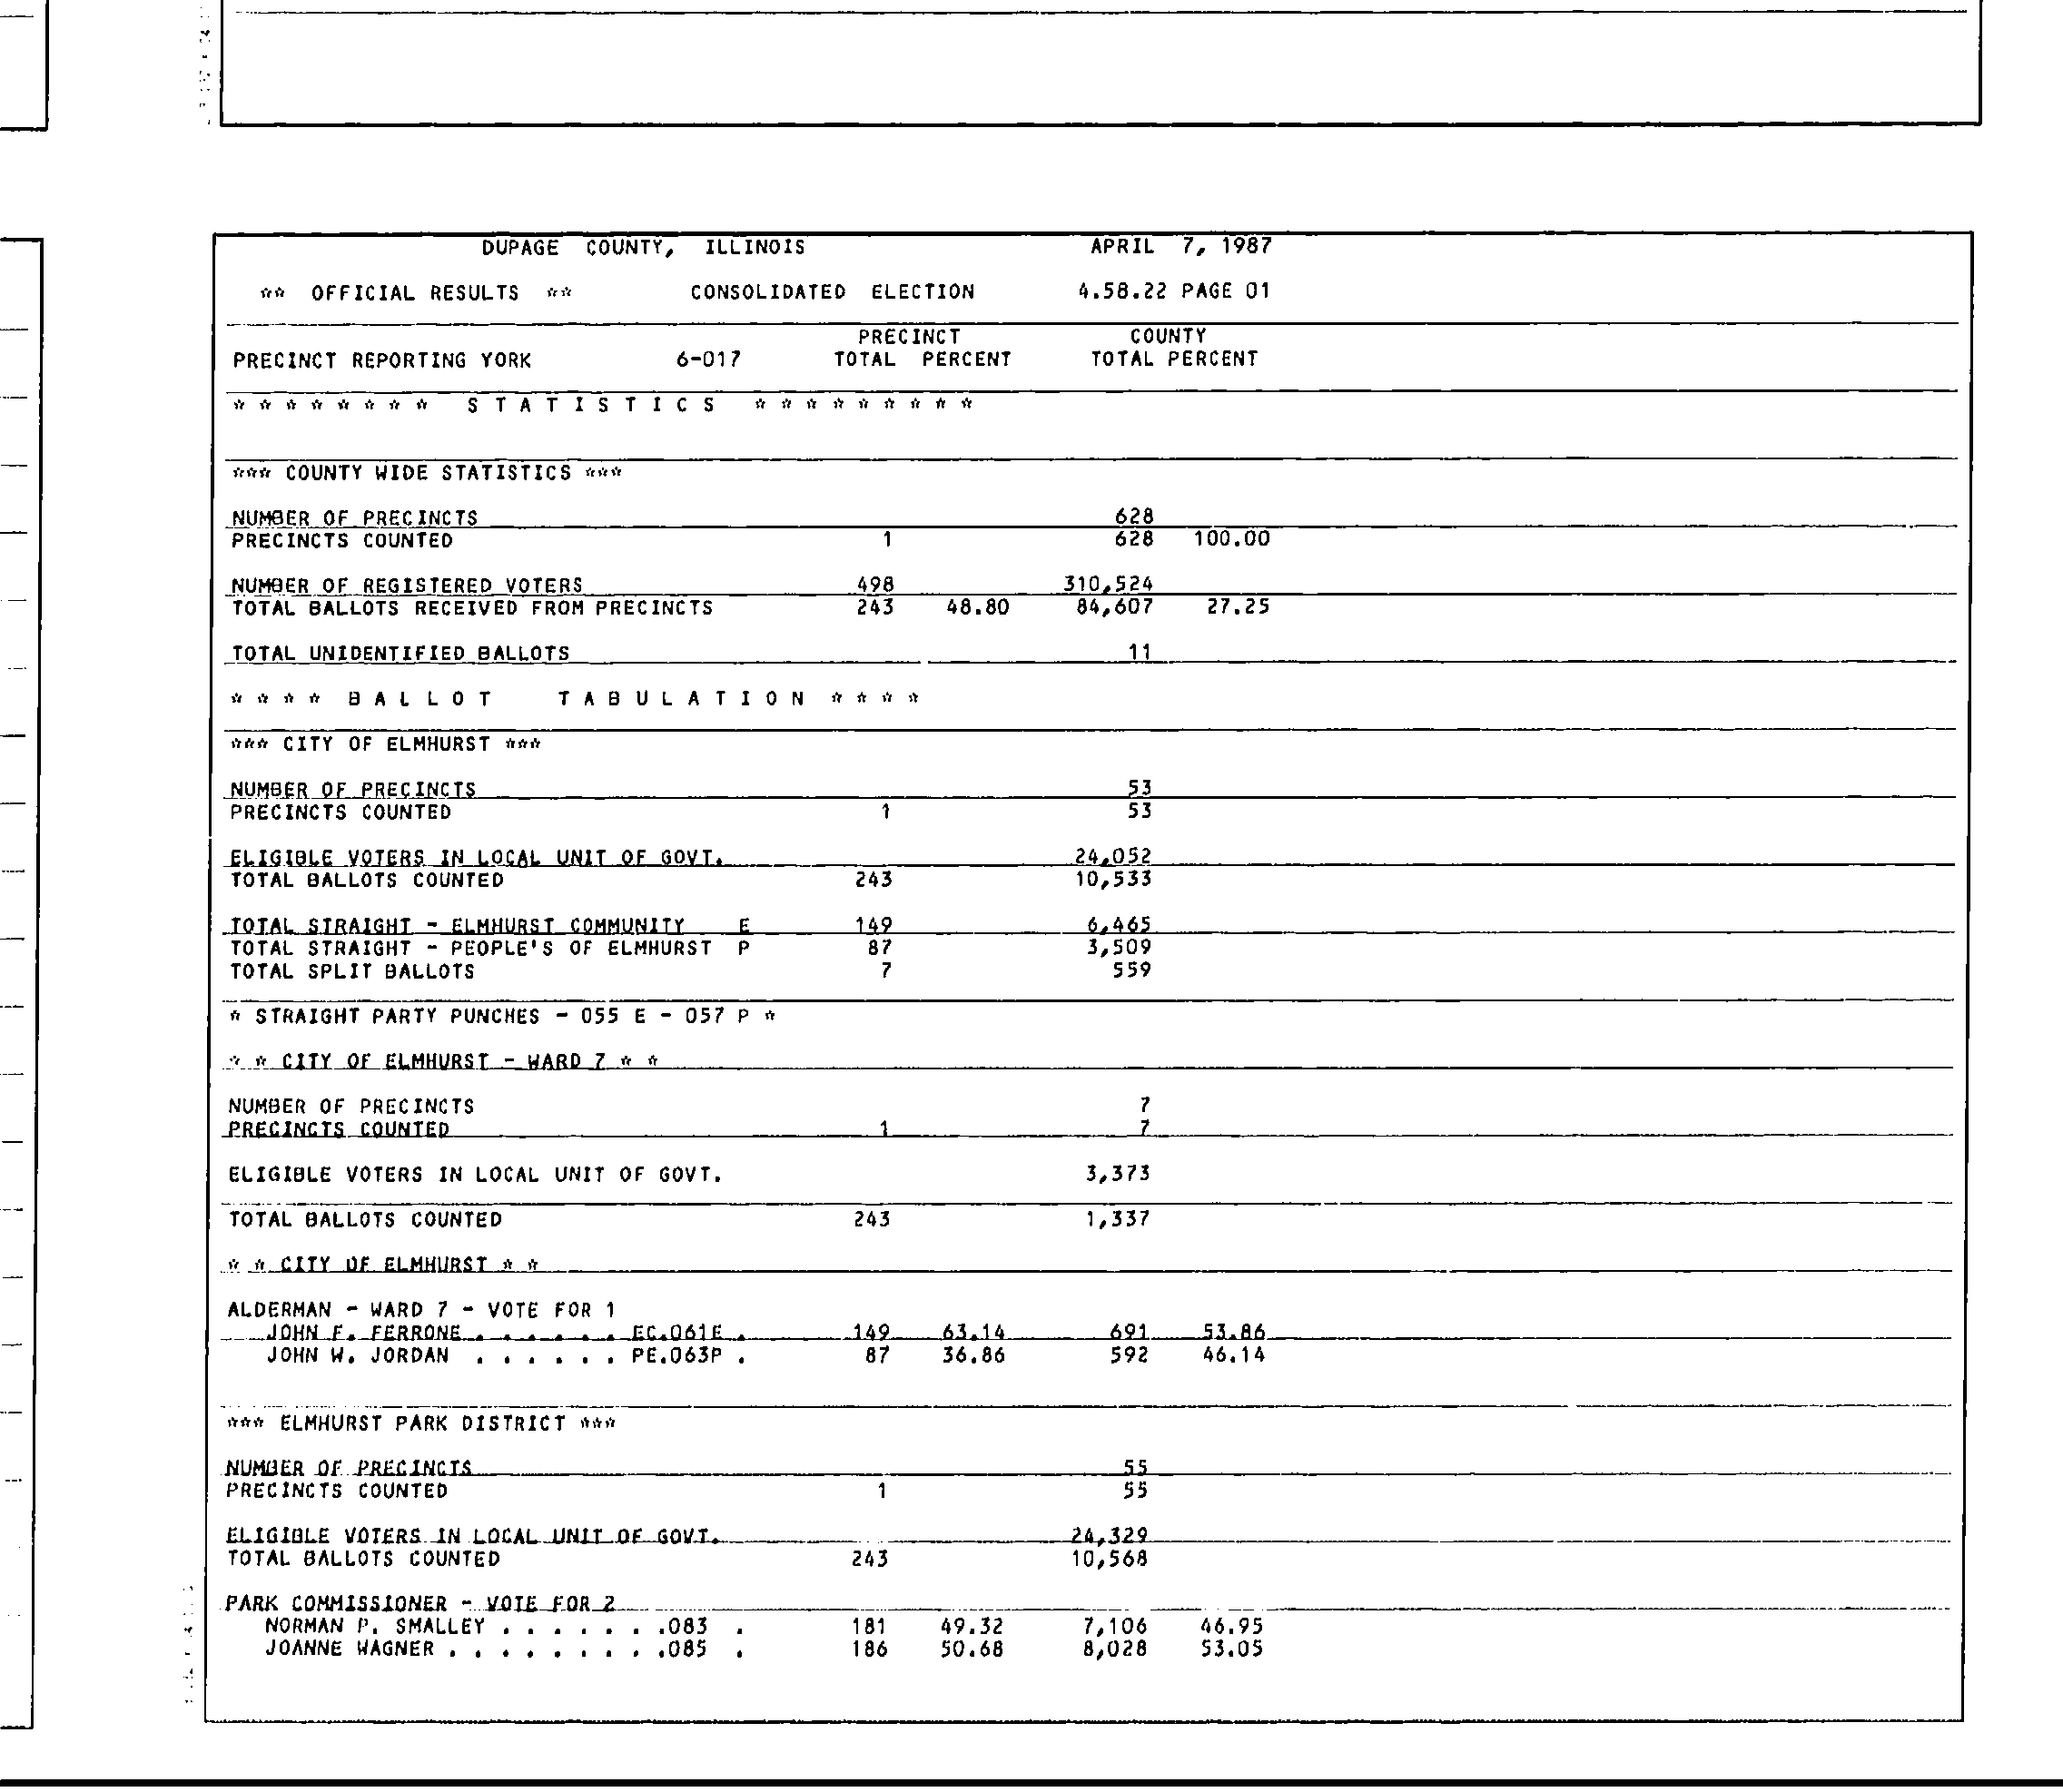 DUPAGE COUNTY, ILLINOIS APRIL 7, 1987
** OFFICIAL RESULTS ** CONSOLIDATED ELECTION 4.58.22 PAGE 01
PRECINCT COUNTY
PRECINCT REPORTING YORK 6-017 TOTAL PERCENT TOTAL PERCENT
* * * * * * * * S T A T I S T I C S * * * * * * * * *
*** COUNTY WIDE STATISTICS ***
NUMBER OF PRECINCTS 628
PRECINCTS COUNTED 1 628 100.00
NUMBER OF REGISTERED VOTERS 498 310,524
TOTAL BALLOTS RECEIVED FROM PRECINCTS 243 48.80 84,607 27.25
TOTAL UNIDENTIFIED BALLOTS 11
* * * * B A L L O T T A B U L A T I O N * * * *
*** CITY OF ELMHURST ***
NUMBER OF PRECINCTS 53
PRECINCTS COUNTED 1 53
ELIGIBLE VOTERS IN LOCAL UNIT OF GOVT. 24,052
TOTAL BALLOTS COUNTED 243 10,533
TOTAL STRAIGHT - ELMHURST COMMUNITY E 149 6,465
TOTAL STRAIGHT - PEOPLE'S OF ELMHURST P 87 3,509
TOTAL SPLIT BALLOTS 7 559
* STRAIGHT PARTY PUNCHES - 055 E - 057 P *
* * CITY OF ELMHURST - WARD 7 * *
NUMBER OF PRECINCTS 7
PRECINCTS COUNTED 1 7
ELIGIBLE VOTERS IN LOCAL UNIT OF GOVT. 3,373
TOTAL BALLOTS COUNTED 243 1,337
* * CITY OF ELMHURST * *
ALDERMAN - WARD 7 - VOTE FOR 1
JOHN F. FERRONE . . . . . . EC.061E . 149 63.14 691 53.86
JOHN W. JORDAN . . . . . . PE.063P . 87 36.86 592 46.14
*** ELMHURST PARK DISTRICT ***
NUMBER OF PRECINCTS 55
PRECINCTS COUNTED 1 55
ELIGIBLE VOTERS IN LOCAL UNIT OF GOVT. 24,329
TOTAL BALLOTS COUNTED 243 10,568
PARK COMMISSIONER - VOTE FOR 2
NORMAN P. SMALLEY . . . . . . .083 . 181 49.32 7,106 46.95
JOANNE WAGNER . . . . . . . . .085 . 186 50.68 8,028 53.05